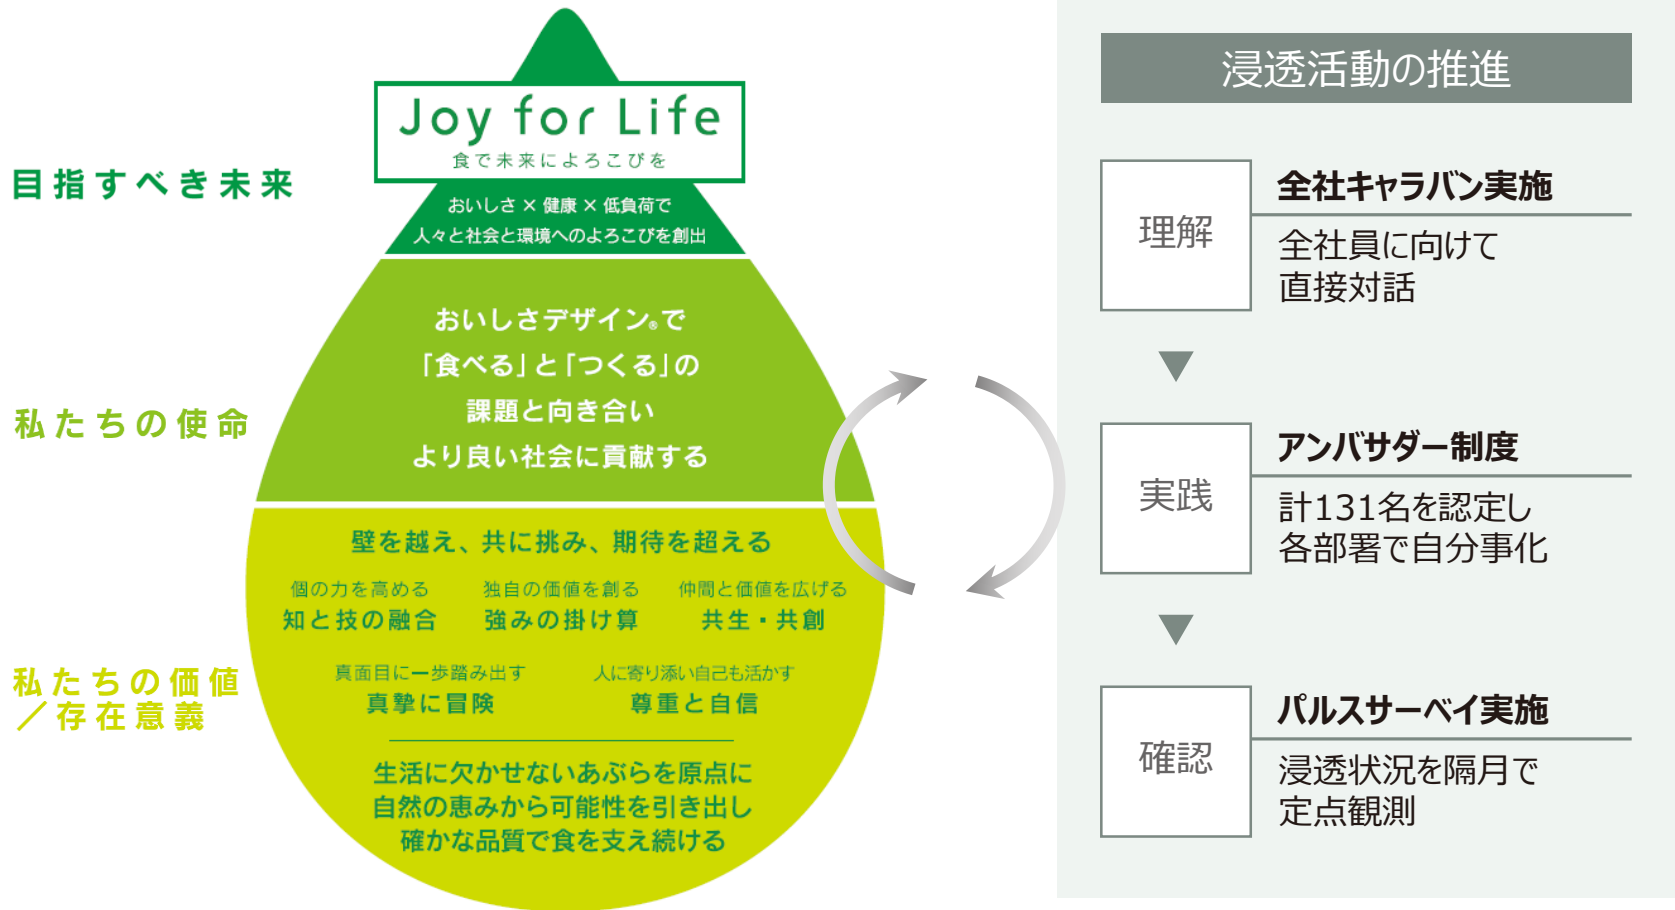 目指すべき未来
Joy for Life
食で未来によろこびを
おいしさ × 健康 × 低負荷で
人々と社会と環境へのよろこびを創出
私たちの使命
おいしさデザイン®で
「食べる」と「つくる」の
課題と向き合い
より良い社会に貢献する
私たちの価値
／存在意義
壁を越え、共に挑み、期待を超える
個の力を高める
知と技の融合
独自の価値を創る
強みの掛け算
仲間と価値を広げる
共生・共創
真面目に一歩踏み出す
真摯に冒険
人に寄り添い自己も活かす
尊重と自信
生活に欠かせないあぶらを原点に
自然の恵みから可能性を引き出し
確かな品質で食を支え続ける
浸透活動の推進
理解
全社キャラバン実施
全社員に向けて
直接対話
実践
アンバサダー制度
計131名を認定し
各部署で自分事化
確認
パルスサーベイ実施
浸透状況を隔月で
定点観測